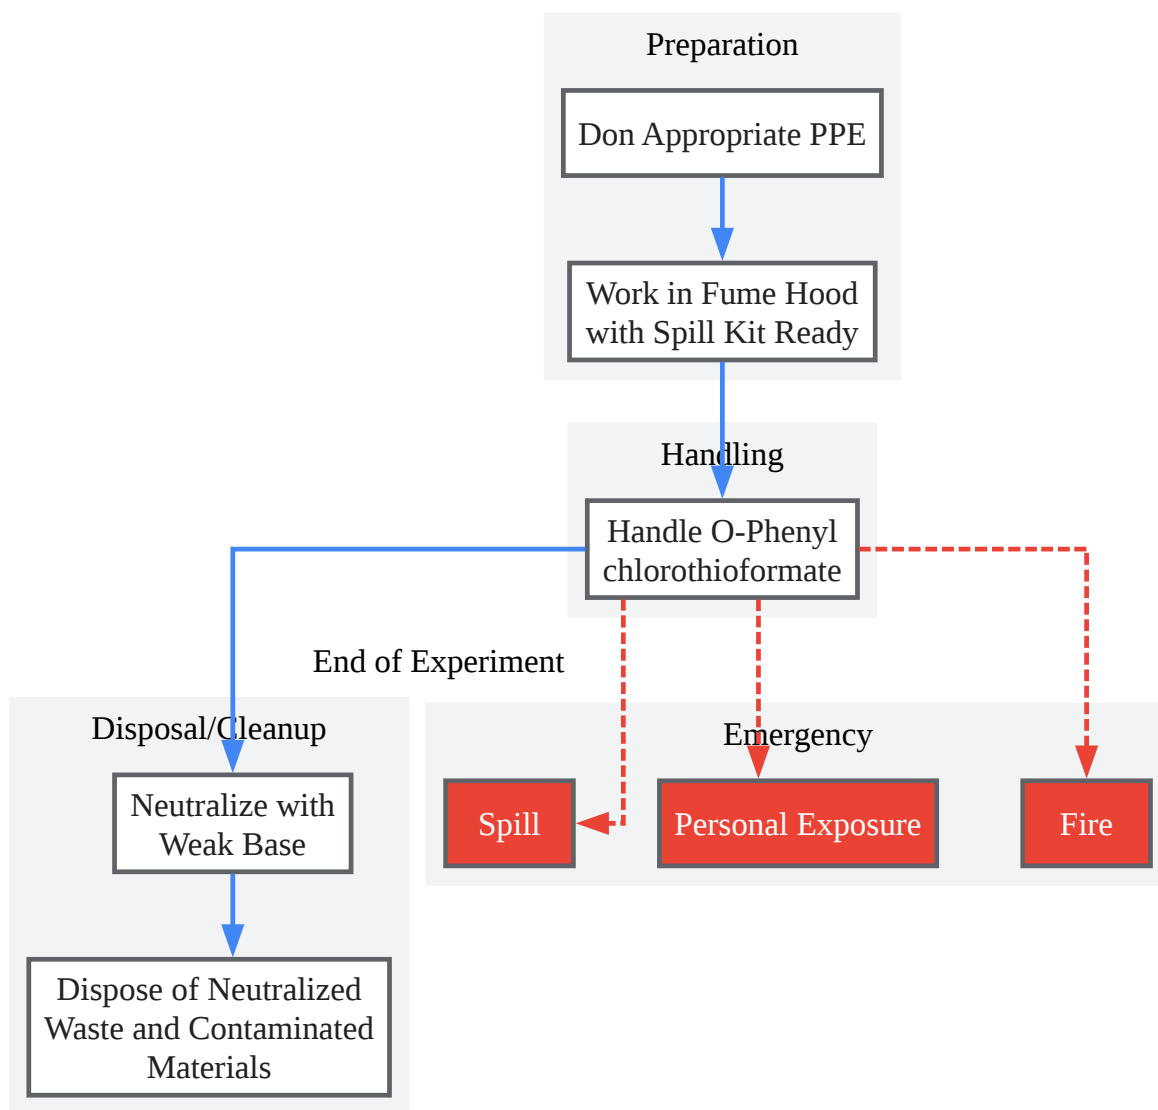 Preparation
Don Appropriate PPE
Work in Fume Hood
with Spill Kit Ready
Handling
Handle O-Phenyl
chlorothioformate
End of Experiment
Disposal/Cleanup
Neutralize with
Weak Base
Dispose of Neutralized
Waste and Contaminated
Materials
Emergency
Spill
Personal Exposure
Fire